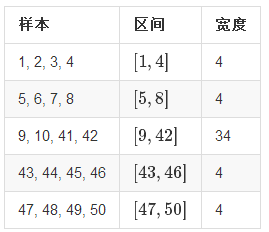 样本 区间 宽度
1, 2, 3, 4 [1, 4] 4
5, 6, 7, 8 [5, 8] 4
9, 10, 41, 42 [9, 42] 34
43, 44, 45, 46 [43, 46] 4
47, 48, 49, 50 [47, 50] 4